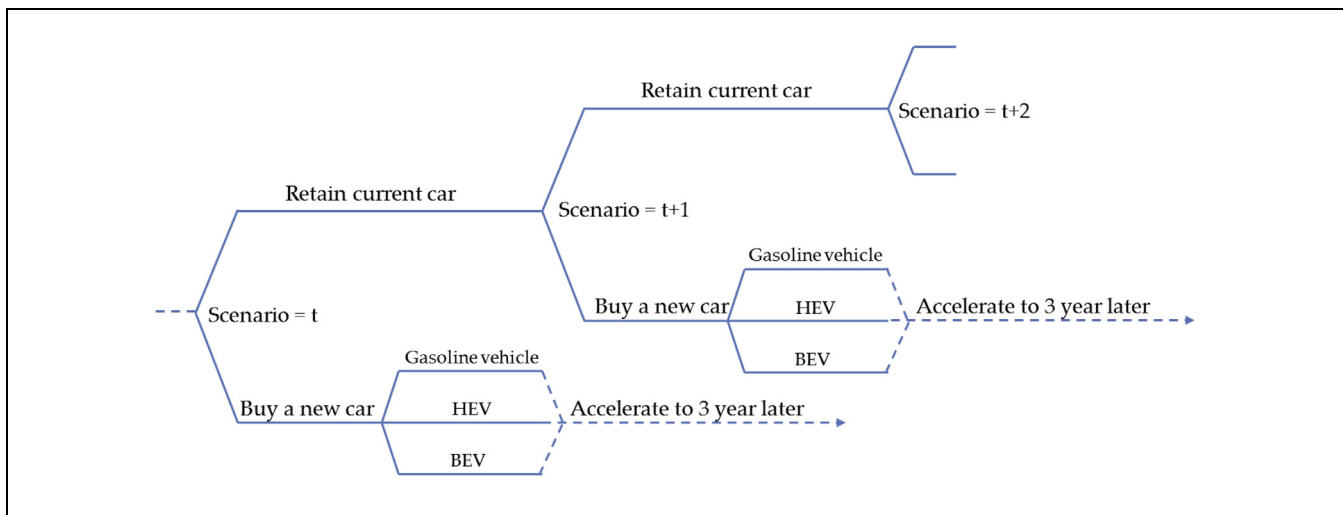 Retain current car
Scenario = t+2
Retain current car
Scenario = t+1
Gasoline vehicle
Buy a new car
HEV
Accelerate to 3 year later
BEV
Scenario = t
Gasoline vehicle
Buy a new car
HEV
Accelerate to 3 year later
BEV